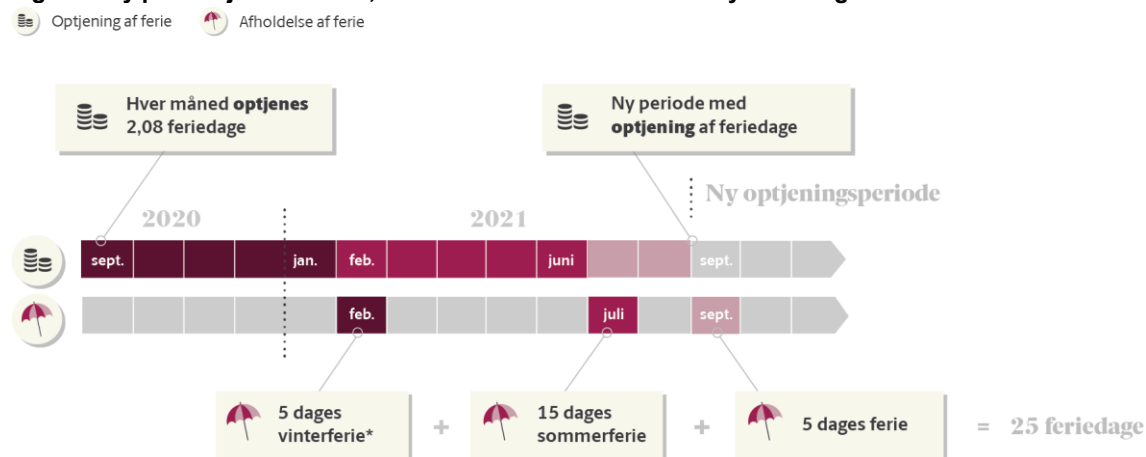 Optjening af ferie
Afholdelse af ferie
Hver måned optjenes
2,08 feriedage
Ny periode med
optjening af feriedage
Ny optjeningsperiode
2020
2021
sept.
jan.
feb.
juni
sept.
feb.
juli
sept.
5 dages
vinterferie*
+
15 dages
sommerferie
+
5 dages ferie
= 25 feriedage